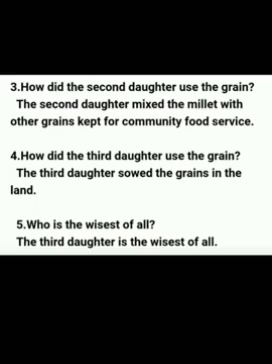 3.How did the second daughter use the grain?
The second daughter mixed the millet with
other grains kept for community food service.
4.How did the third daughter use the grain?
The third daughter sowed the grains in the
land.
5.Who is the wisest of all?
The third daughter is the wisest of all.